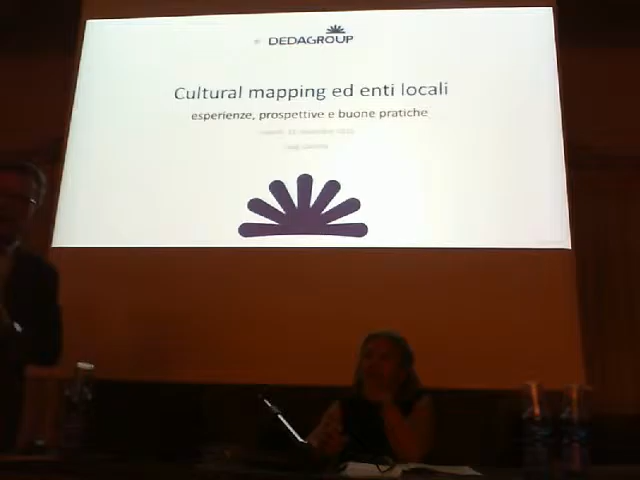 DEDAGROUP
Cultural mapping ed enti locali
esperienze, prospettive e buone pratiche